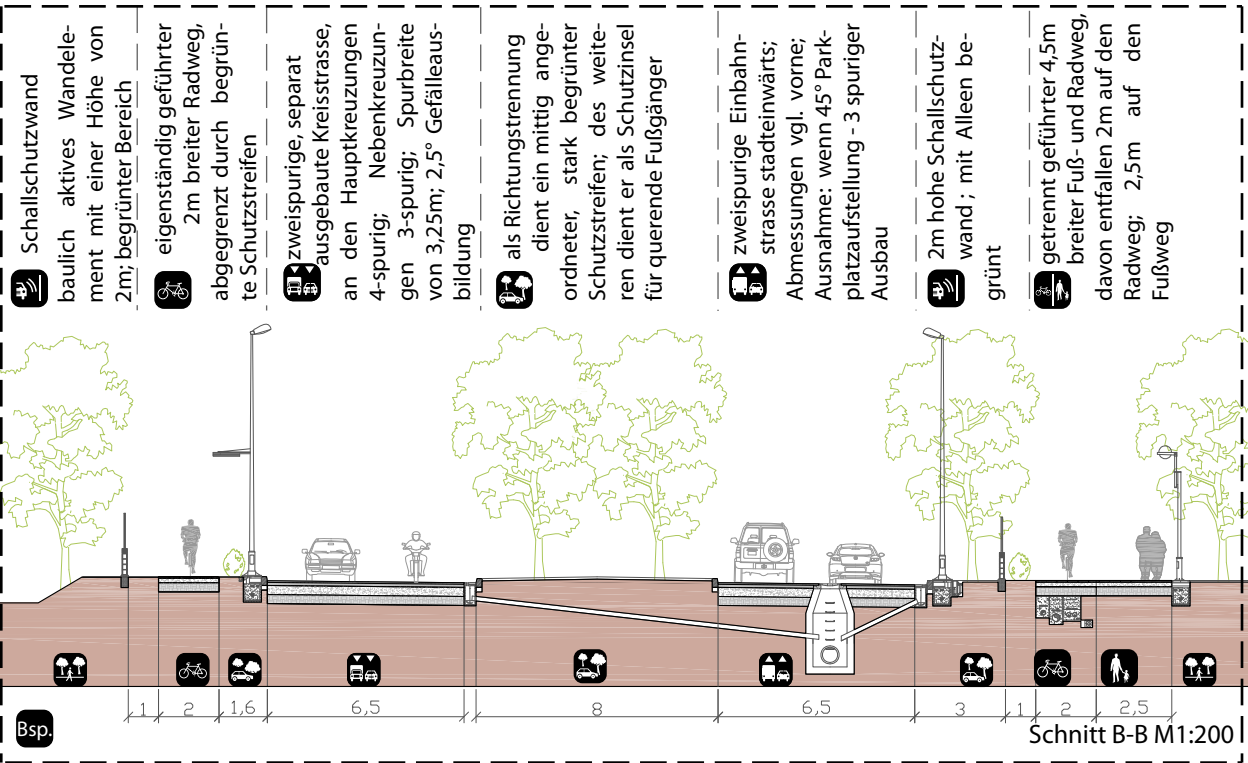 Schallschutzwand
baulich aktives Wandele-
ment mit einer Höhe von
2m; begrünter Bereich
eigenständig geführter
2m breiter Radweg,
abgegrenzt durch begrün-
te Schutzstreifen
zweispurige, separat
ausgebaute Kreisstrasse,
an den Hauptkreuzungen
4-spurig; Nebenkreuzun-
gen 3-spurig; Spurbreite
von 3,25m; 2,5° Gefälleaus-
bildung
als Richtungstrennung
dient ein mittig ange-
ordneter, stark begrünter
Schutzstreifen; des weite-
ren dient er als Schutzinsel
für querende Fußgänger
zweispurige Einbahn-
strasse stadteinwärts;
Abmessungen vgl. vorne;
Ausnahme: wenn 45° Park-
platzaufstellung - 3 spuriger
Ausbau
2m hohe Schallschutz-
wand ; mit Alleen be-
grünt
getrennt geführter 4,5m
breiter Fuß- und Radweg,
davon entfallen 2m auf den
Radweg; 2,5m auf den
Fußweg
1 2 1,6 6,5 8 6,5 3 1 2 2,5
Bsp.
Schnitt B-B M1:200